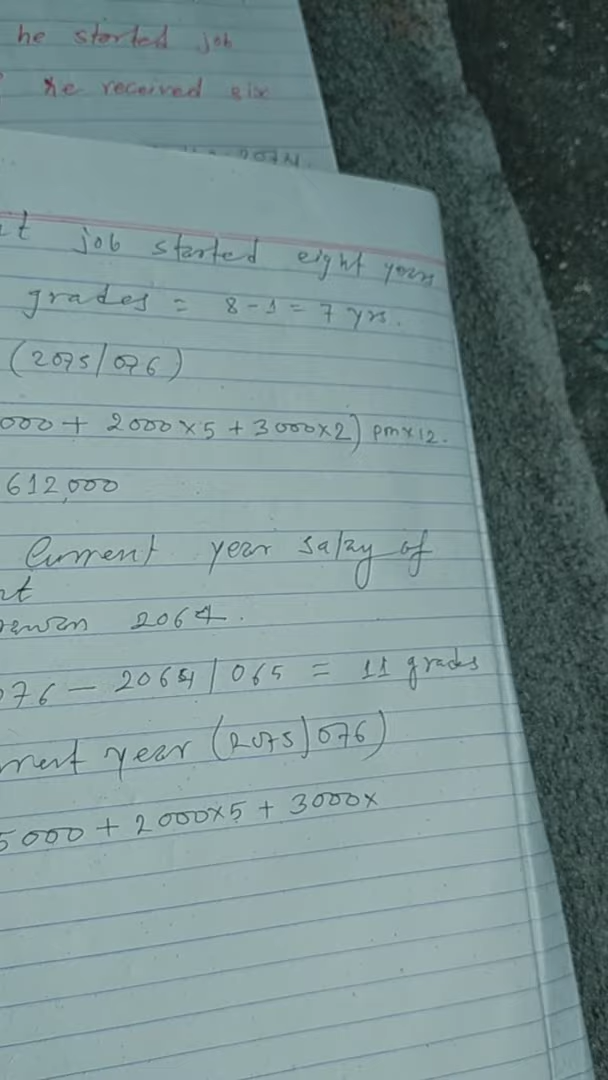 he started job
he received six
2074.
job started eight years
grades = 8-1 = 7 yrs.
(2075/076)
000 + 2000×5 + 3000×2) pm×12.
612,000
Current year salry of
2064.
076 - 2064/065 = 11 grades
year (2075/076)
5000 + 2000×5 + 3000×